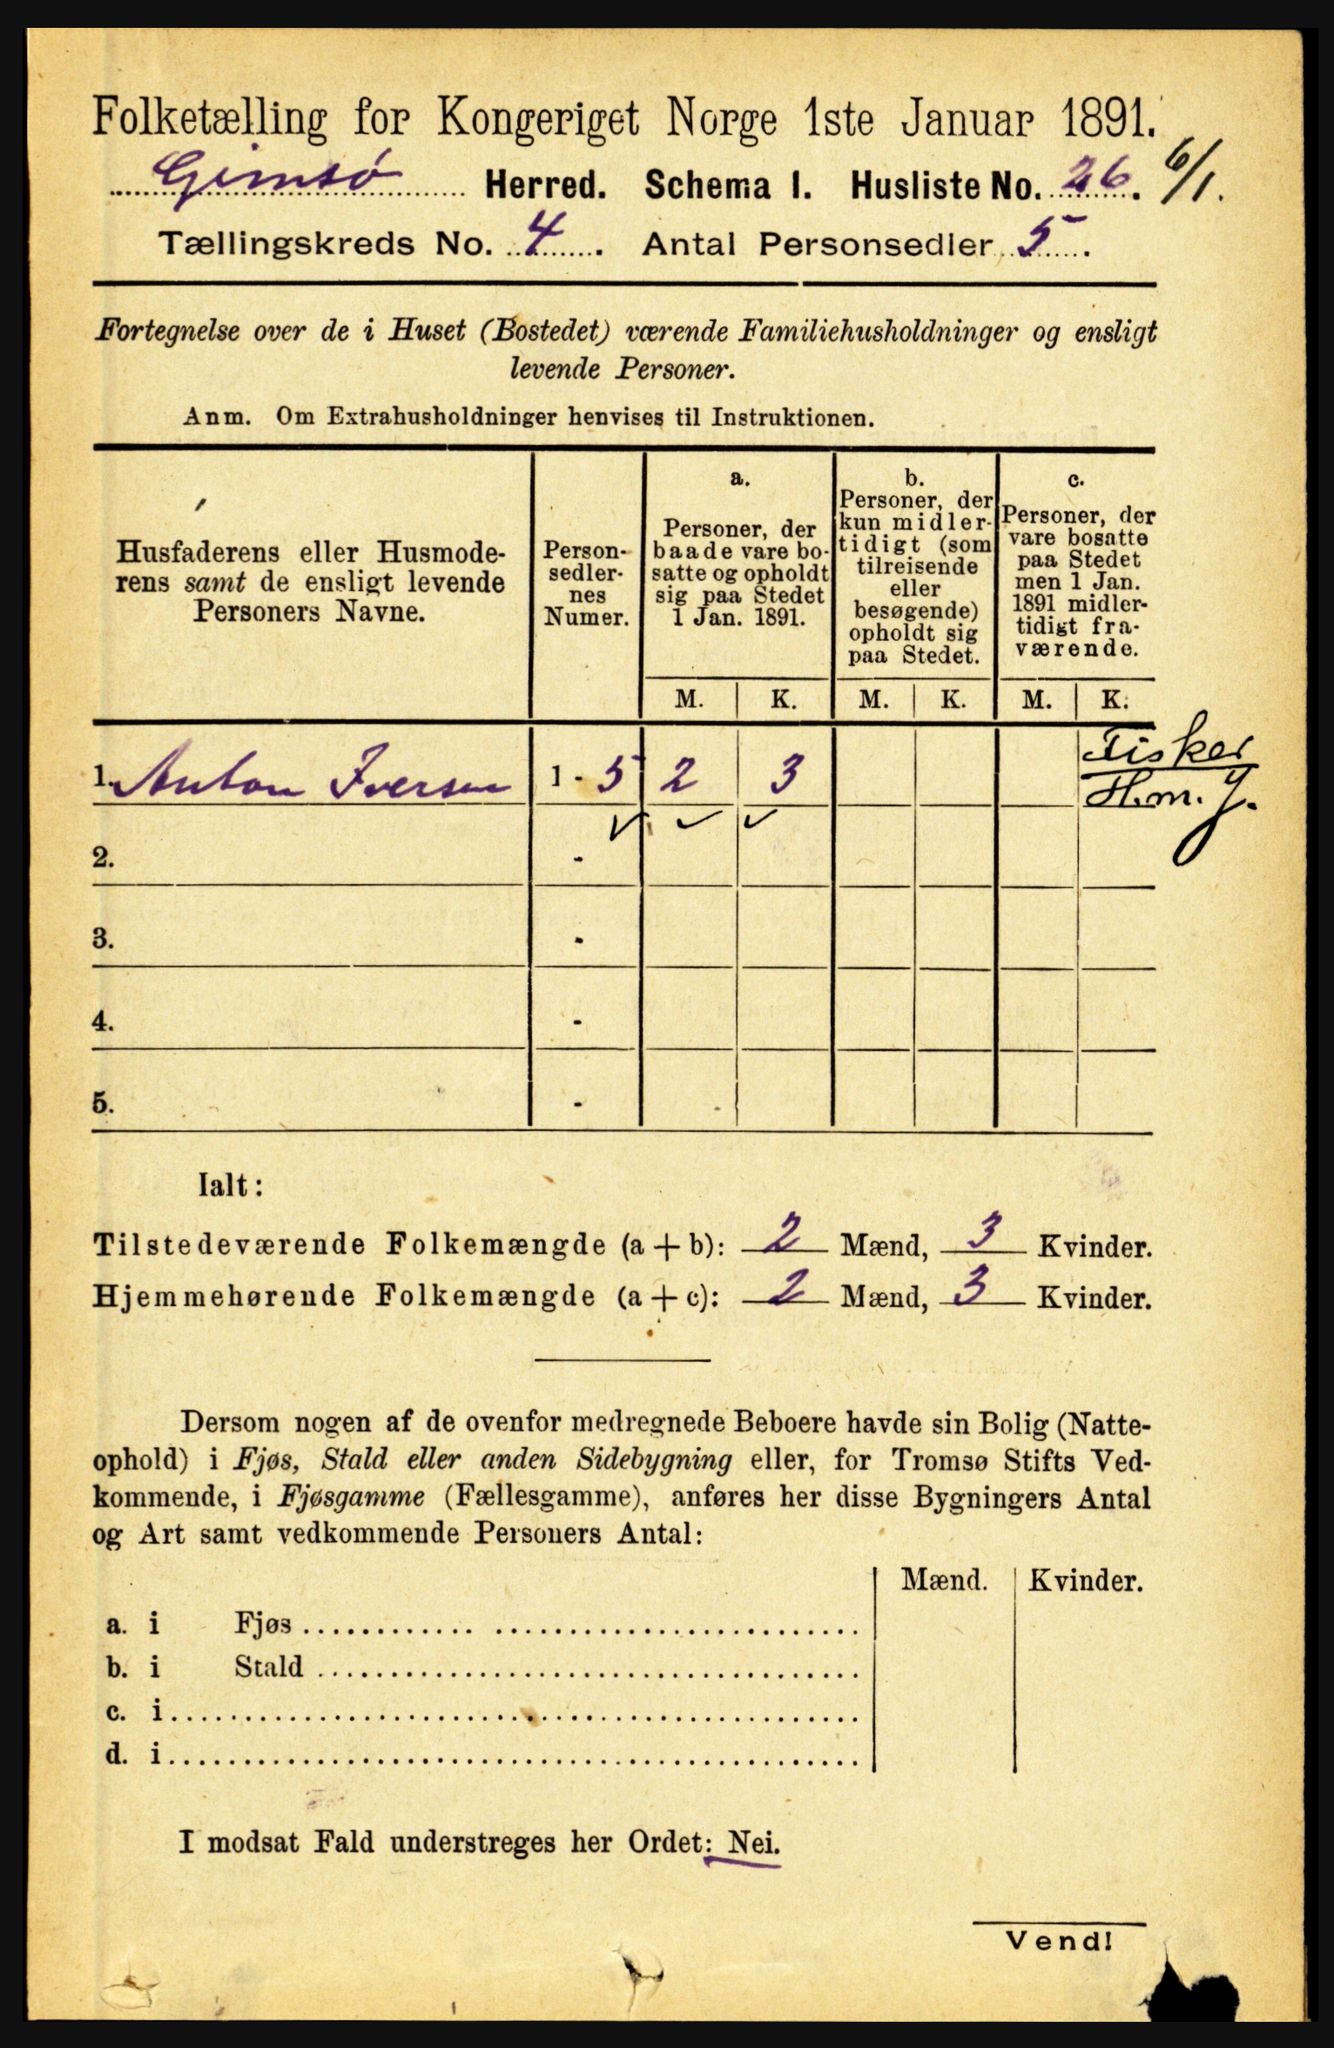 Folketælling for Kongeriget Norge 1ste Januar 1891.
Gimsø Herred. Schema I. Husliste No. 26. 6/1.
Tællingskreds No. 4. Antal Personsedler 5.
Fortegnelse over de i Huset (Bostedet) værende Familiehusholdninger og ensligt
levende Personer.
Anm. Om Extrahusholdninger henvises til Instruktionen.
Husfaderens eller Husmode-
rens samt de ensligt levende
Personers Navne.
Person-
sedler-
nes
Numer.
a.
Personer, der
baade vare bo-
satte og opholdt
sig paa Stedet
1 Jan. 1891.
b.
Personer, der
kun midler-
tidigt (som
tilreisende
eller
besøgende)
opholdt sig
paa Stedet.
c.
Personer, der
vare bosatte
paa Stedet
men 1 Jan.
1891 midler-
tidigt fra-
værende.
M. K. M. K. M. K.
1. Anton Iversen 1 - 5 2 3 Fisker
H.m. J.
2. -
3. -
4. -
5. -
Ialt:
Tilstedeværende Folkemængde (a + b): 2 Mænd, 3 Kvinder.
Hjemmehørende Folkemængde (a + c): 2 Mænd, 3 Kvinder.
Dersom nogen af de ovenfor medregnede Beboere havde sin Bolig (Natte-
ophold) i Fjøs, Stald eller anden Sidebygning eller, for Tromsø Stifts Ved-
kommende, i Fjøsgamme (Fællesgamme), anføres her disse Bygningers Antal
og Art samt vedkommende Personers Antal:
Mænd. Kvinder.
a. i Fjøs
b. i Stald
c. i
d. i
I modsat Fald understreges her Ordet: Nei.
Vend!